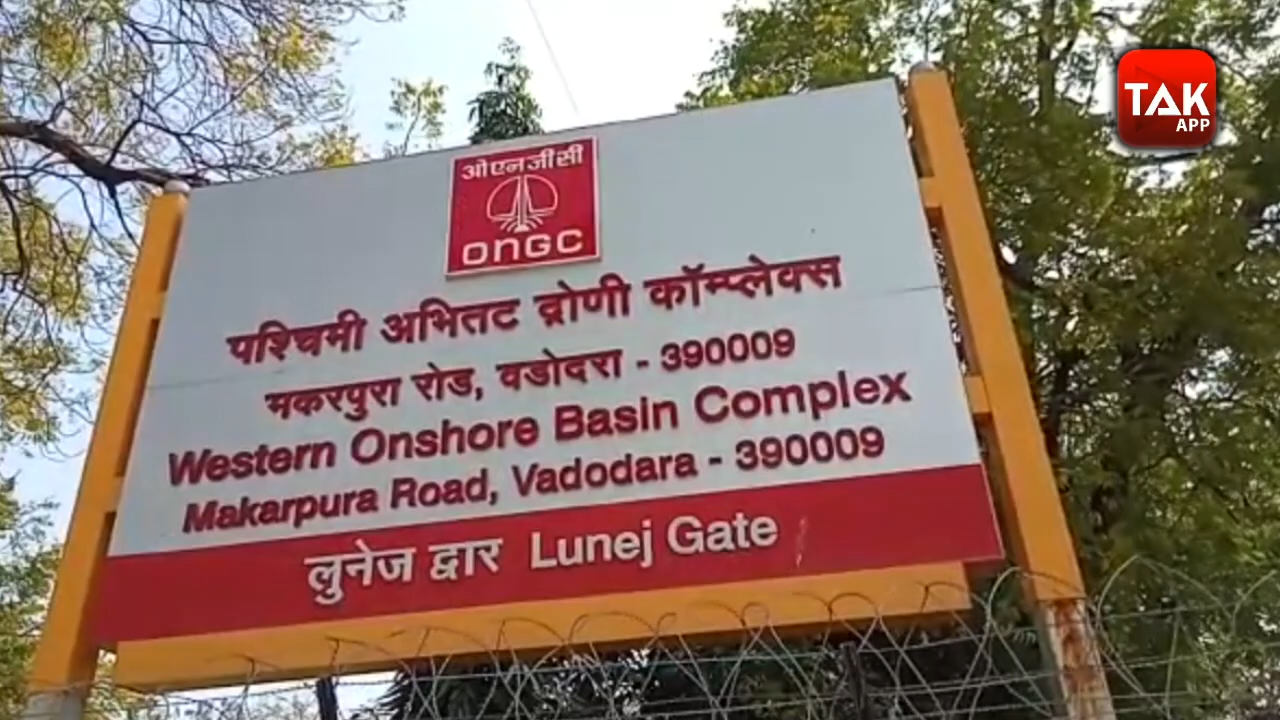 ओएनजीसी
ONGC
पश्चिमी अभितट द्रोणी कॉम्प्लेक्स
मकरपुरा रोड, वडोदरा - 390009
Western Onshore Basin Complex
Makarpura Road, Vadodara - 390009
लुनेज द्वार Lunej Gate
TAK
APP